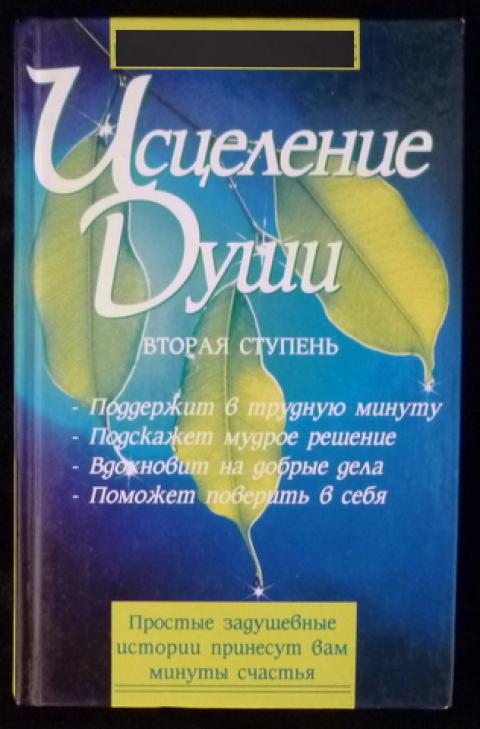 Исцеление
Души
ВТОРАЯ СТУПЕНЬ
- Поддержит в трудную минуту
- Подскажет мудрое решение
- Вдохновит на добрые дела
- Поможет поверить в себя
Простые задушевные
истории принесут вам
минуты счастья